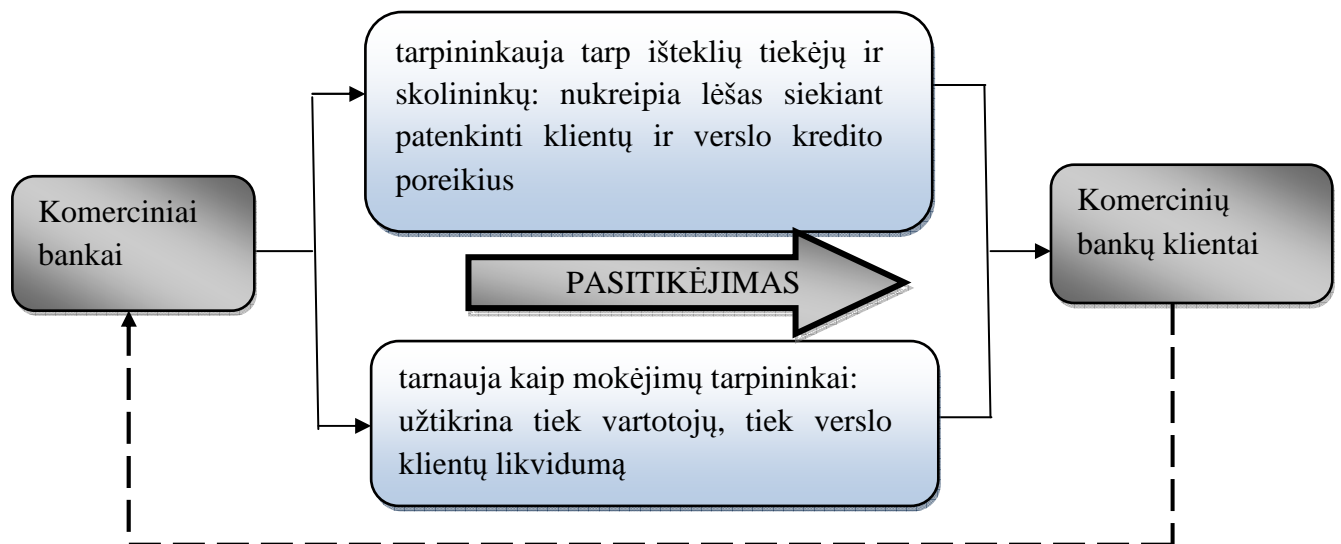 tarpininkauja tarp išteklių tiekėjų ir
skolininkų: nukreipia lėšas siekiant
patenkinti klientų ir verslo kredito
poreikius
Komerciniai
bankai
Komercinių
bankų klientai
PASITIKĖJIMAS
tarnauja kaip mokėjimų tarpininkai:
užtikrina tiek vartotojų, tiek verslo
klientų likvidumą